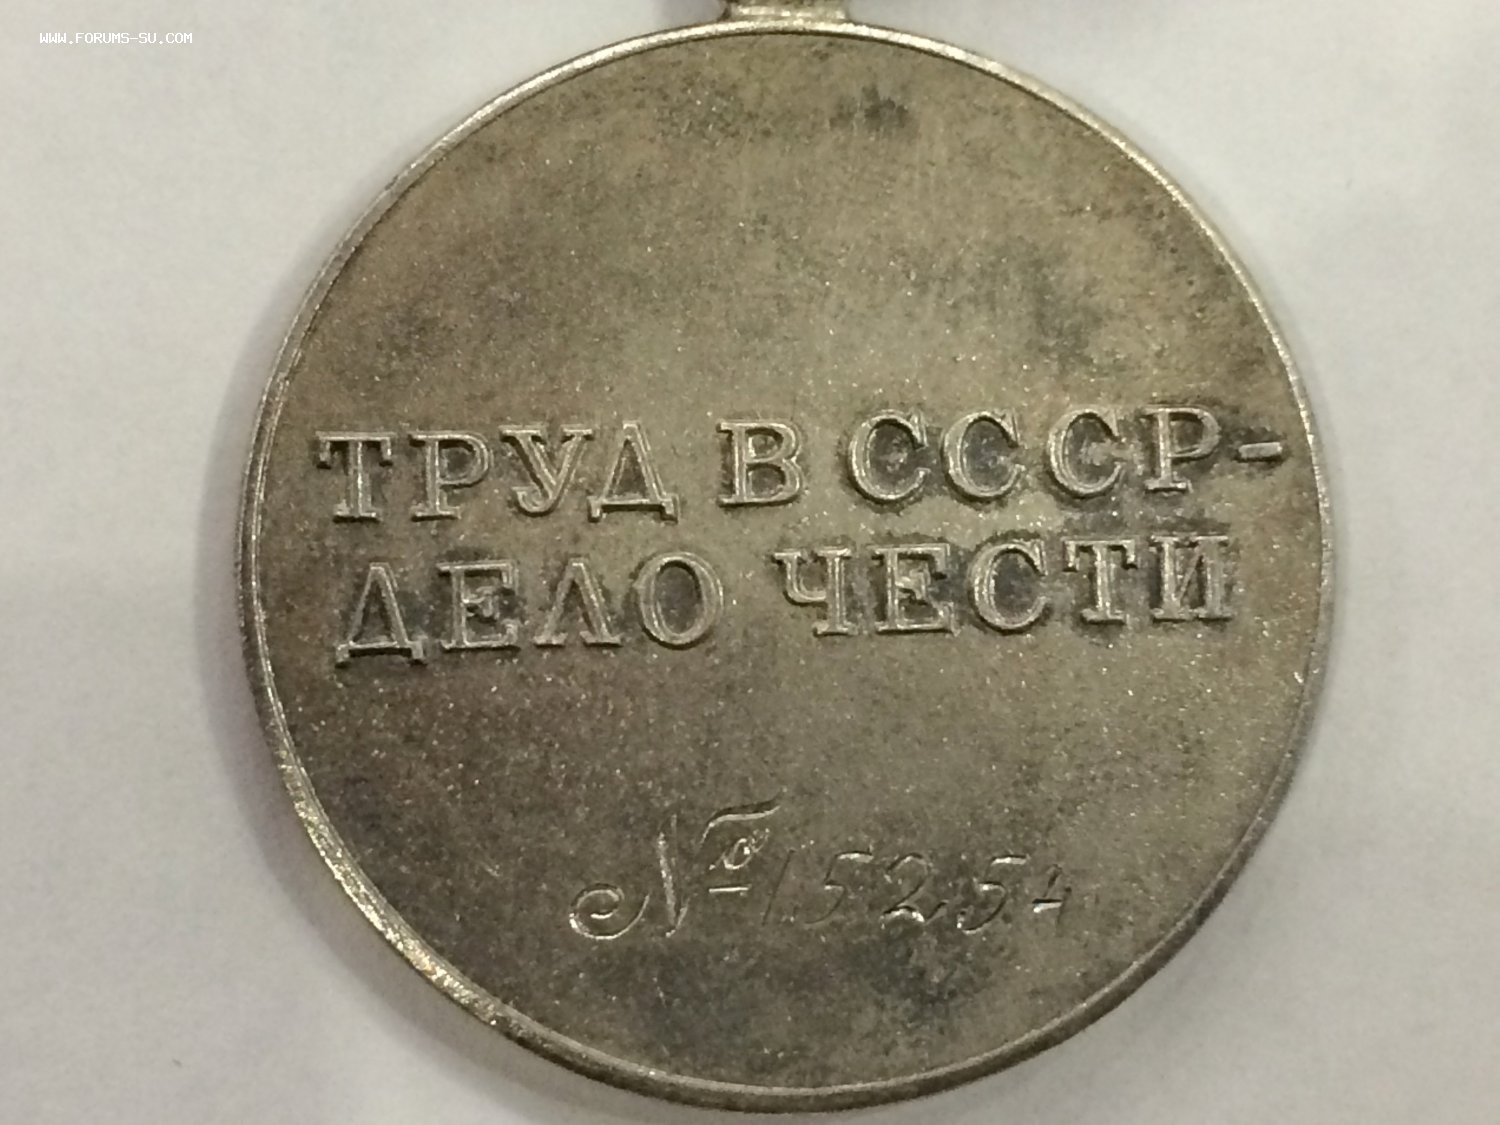 WWW.FORUMS-SU.COM
ТРУД В СССР-
ДЕЛО ЧЕСТИ
№ 15254